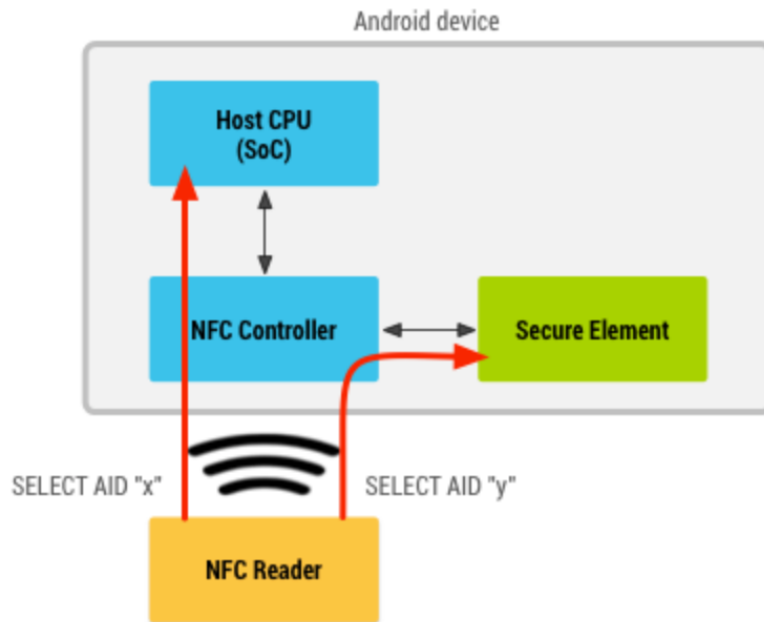 Android device
Host CPU
(SoC)
NFC Controller
Secure Element
SELECT AID "x"
SELECT AID "y"
NFC Reader